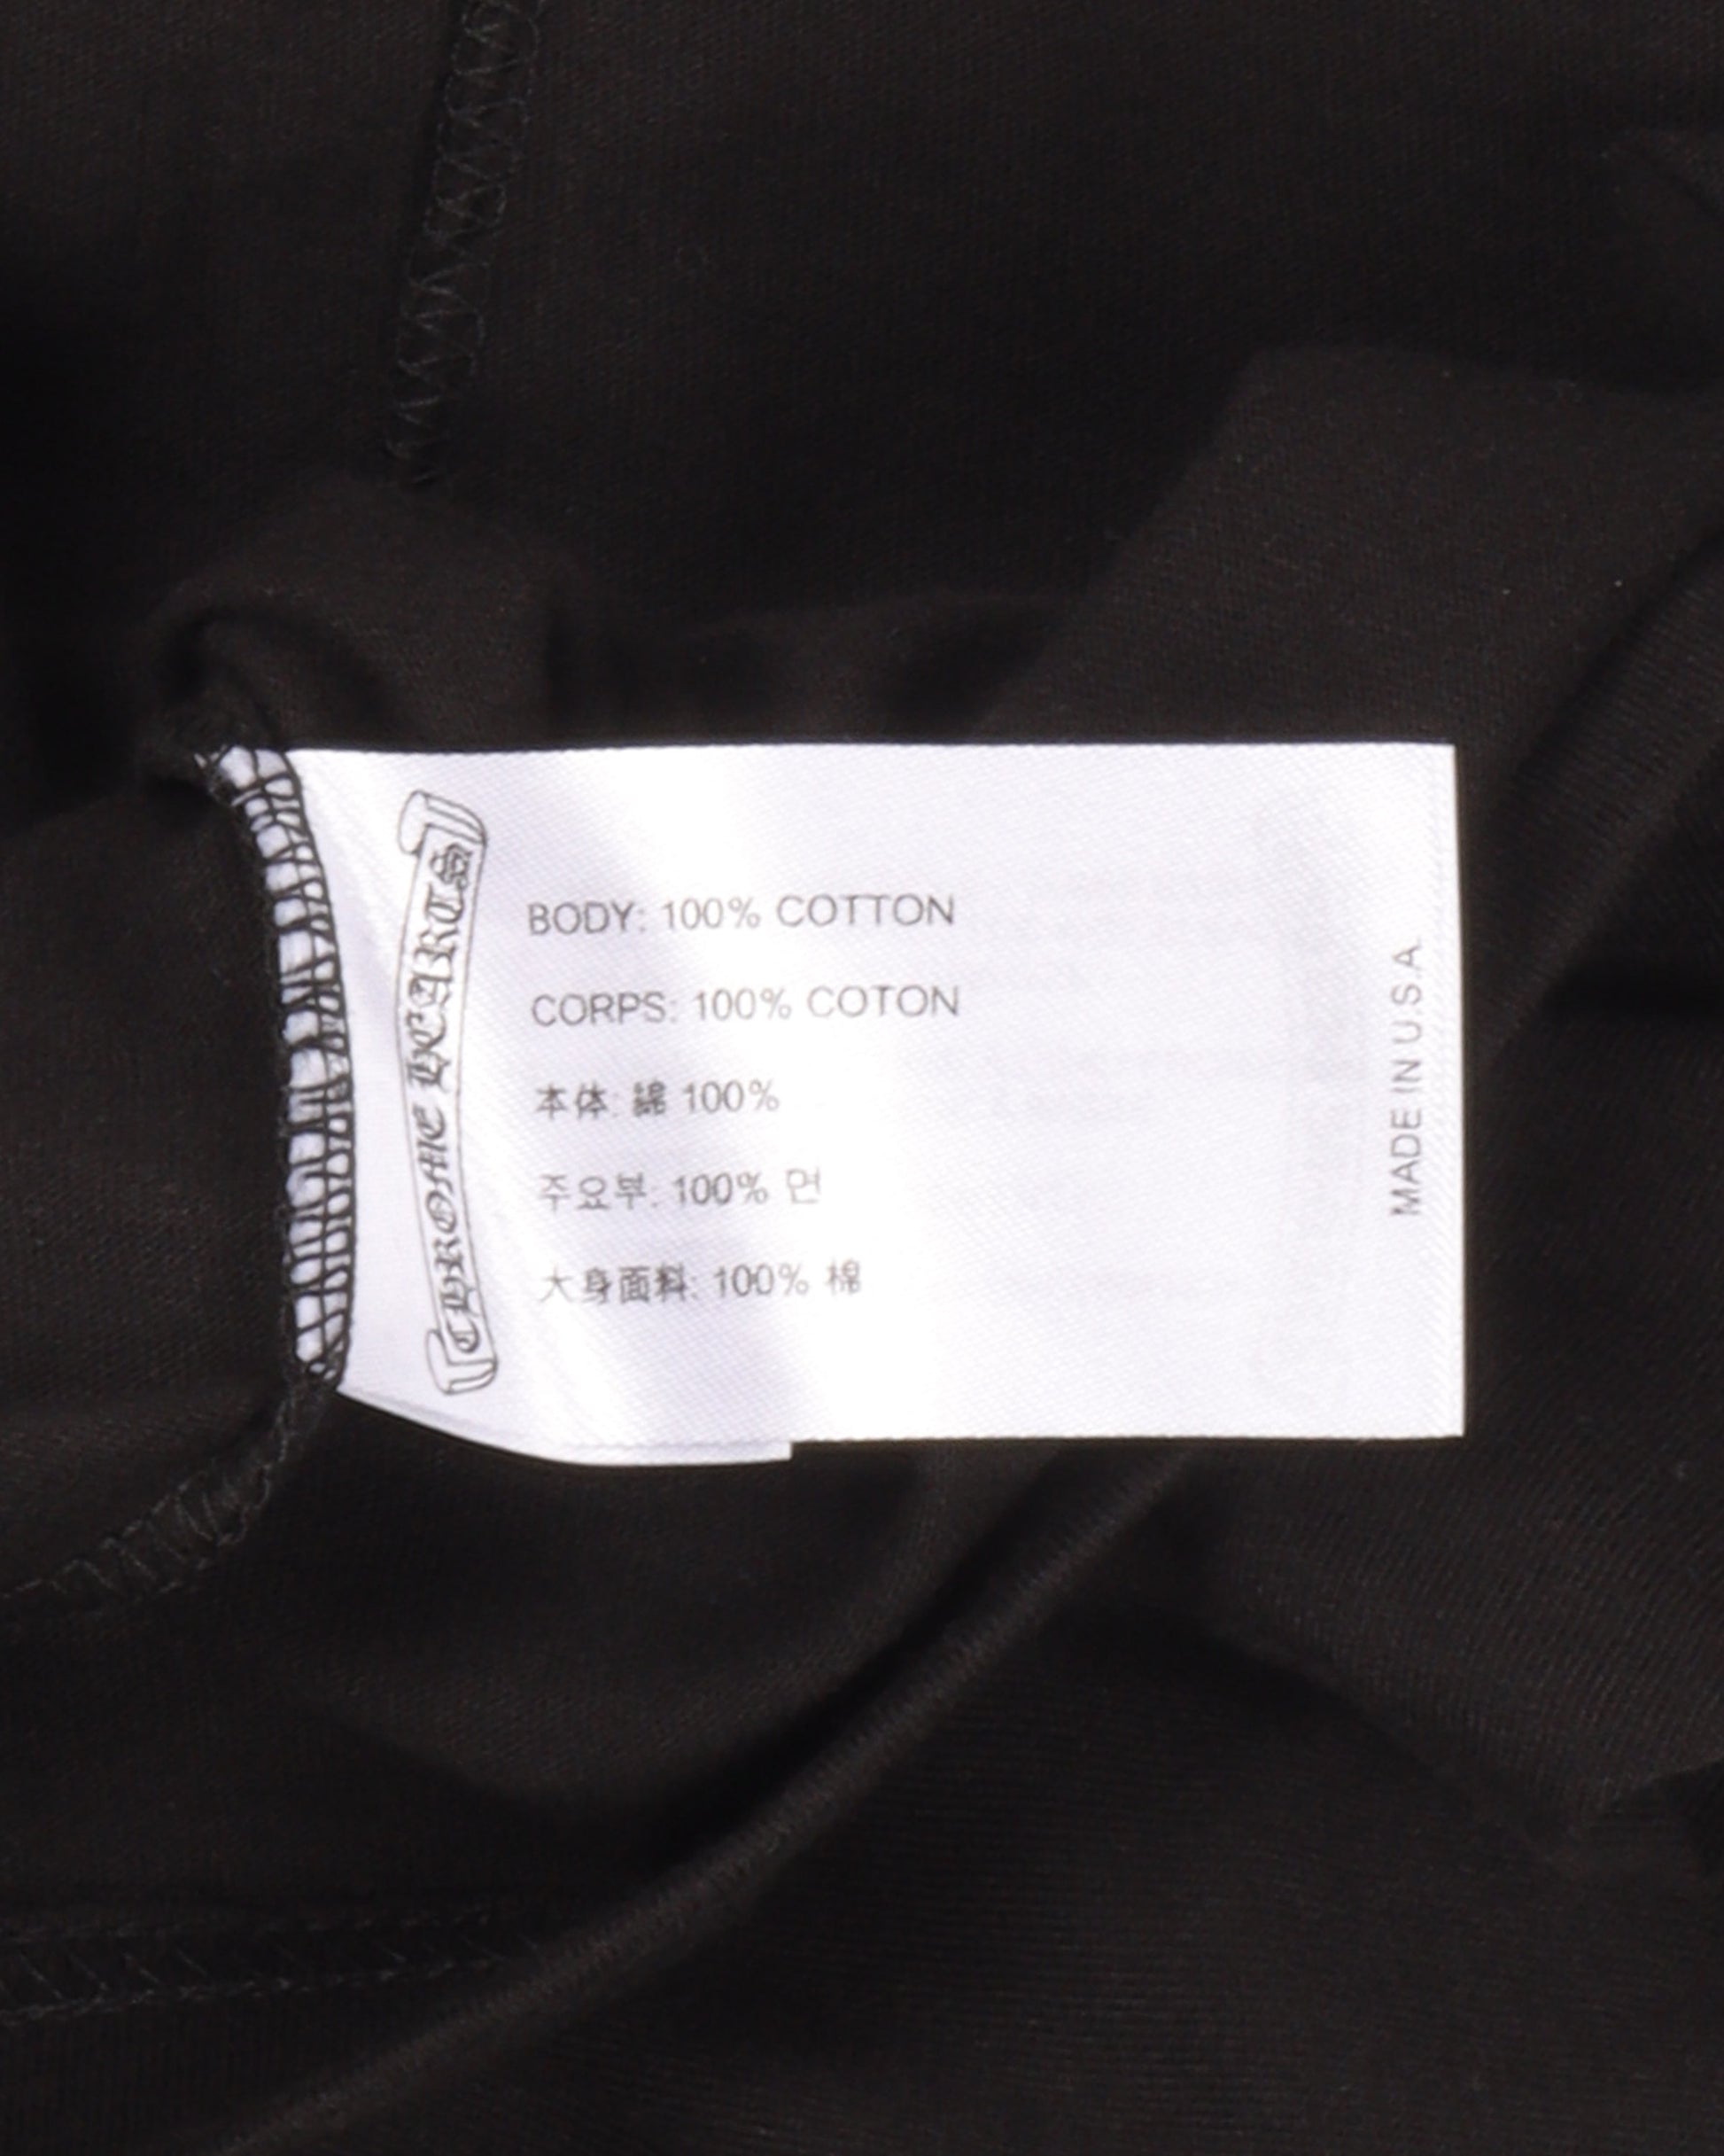 CHROME HEARTS
BODY: 100% COTTON
CORPS: 100% COTON
本体: 綿 100%
주요부: 100% 면
大身面料: 100% 棉
MADE IN U.S.A.